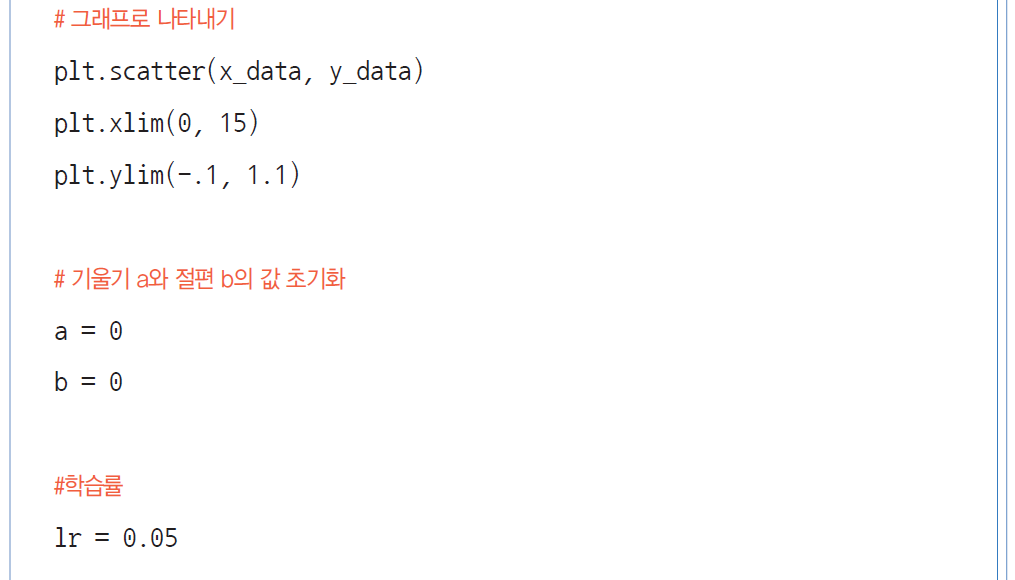 # 그래프로 나타내기
plt.scatter(x_data, y_data)
plt.xlim(0, 15)
plt.ylim(-.1, 1.1)
# 기울기 a와 절편 b의 값 초기화
a = 0
b = 0
#학습률
lr = 0.05